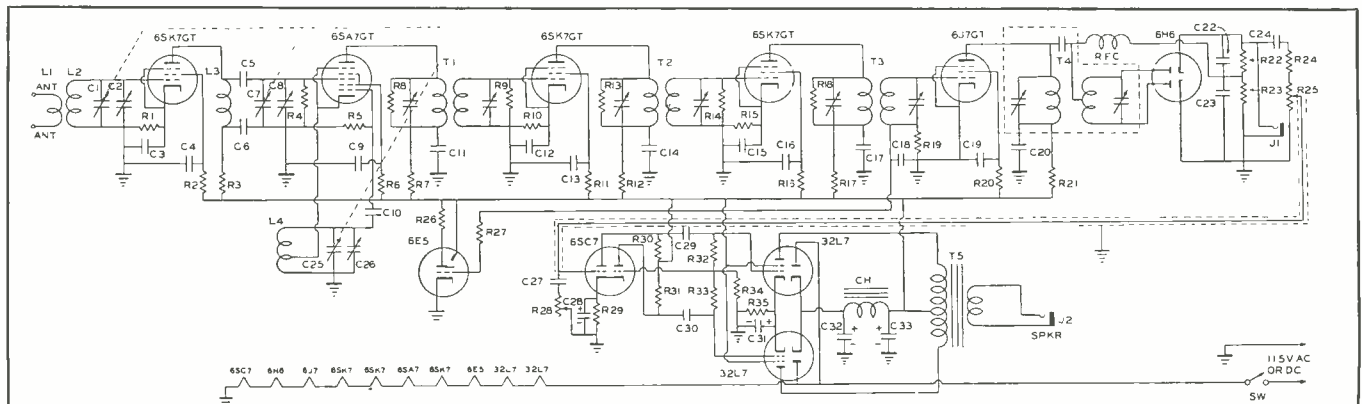 6SK7GT 6SA7GT 6SK7GT 6SK7GT 6J7GT 6H6 C22 C24
L1 L2 C1 C2 L3 C5 C7 C8 T1 T2 T3 T4 RFC R22 R24
ANT R1 R4 R8 R9 R13 R14 R18 R23 R25
ANT C3 C4 C6 R5 R10 R15 R19 C23 J1
C9 C11 C12 C13 C14 C15 C16 C17 C18 C19 C20
R2 R3 R6 R7 R11 R12 R16 R17 R20 R21
C10 R26 R27
L4 6E5 6SC7 R30 C29 R32 32L7 T5
C25 C26 C27 R31 R33 R34 CH
R28 C28 R29 C30 R35 C31 C32 C33 J2
+ - + + - + -
SPKR
32L7
6SC7 6H6 6J7 6SK7 6SK7 6SA7 6SK7 6E5 32L7 32L7
115V AC
OR DC
SW